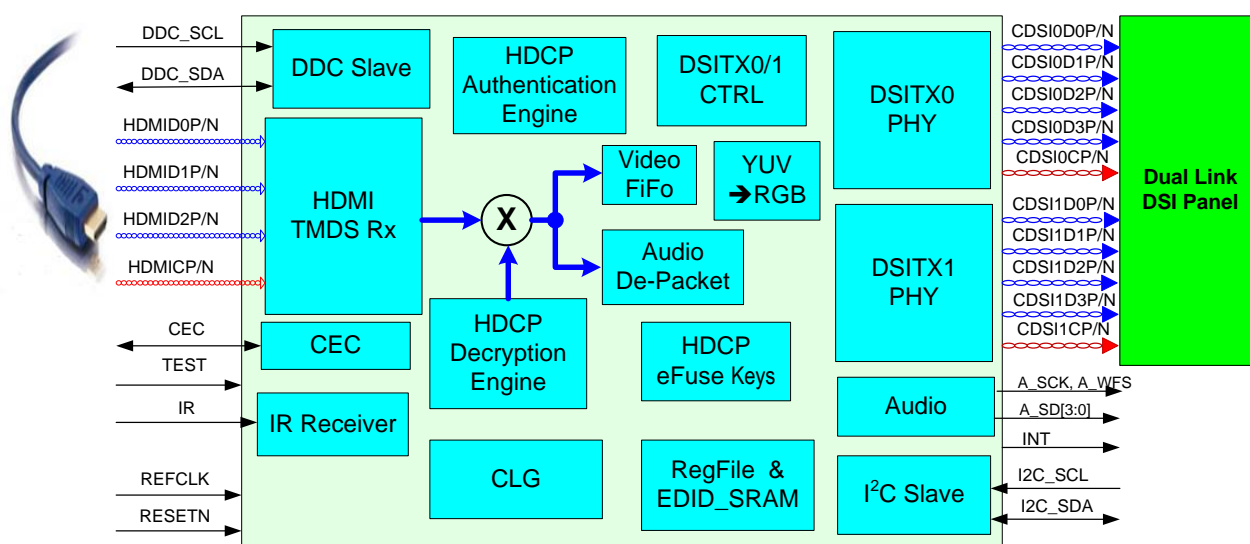 DDC_SCL
DDC_SDA
HDMID0P/N
HDMID1P/N
HDMID2P/N
HDMICP/N
CEC
TEST
IR
REFCLK
RESETN
DDC Slave
HDMI
TMDS Rx
CEC
IR Receiver
HDCP
Authentication
Engine
X
HDCP
Decryption
Engine
CLG
DSITX0/1
CTRL
Video
FiFo
YUV
➔RGB
Audio
De-Packet
HDCP
eFuse Keys
RegFile &
EDID_SRAM
DSITX0
PHY
DSITX1
PHY
Audio
I²C Slave
CDSI0D0P/N
CDSI0D1P/N
CDSI0D2P/N
CDSI0D3P/N
CDSI0CP/N
CDSI1D0P/N
CDSI1D1P/N
CDSI1D2P/N
CDSI1D3P/N
CDSI1CP/N
A_SCK, A_WFS
A_SD[3:0]
INT
I2C_SCL
I2C_SDA
Dual Link
DSI Panel